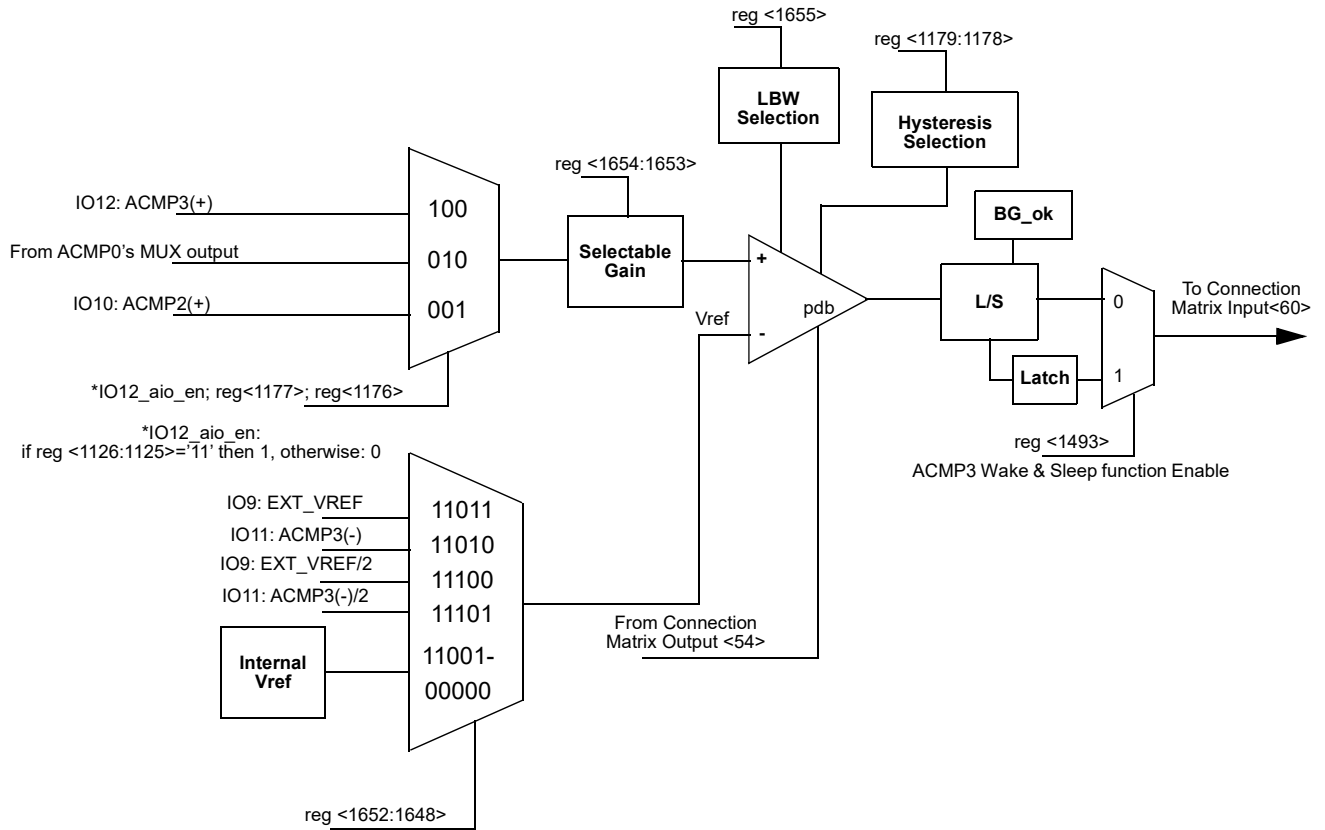 reg <1655>
reg <1179:1178>
LBW
Selection
Hysteresis
Selection
reg <1654:1653>
IO12: ACMP3(+)
100
BG_ok
From ACMP0's MUX output
010
Selectable
Gain
+
L/S
0
To Connection
Matrix Input<60>
IO10: ACMP2(+)
001
Vref
-
pdb
Latch
1
*IO12_aio_en; reg<1177>; reg<1176>
*IO12_aio_en:
if reg <1126:1125>='11' then 1, otherwise: 0
reg <1493>
ACMP3 Wake & Sleep function Enable
IO9: EXT_VREF
11011
IO11: ACMP3(-)
11010
IO9: EXT_VREF/2
11100
IO11: ACMP3(-)/2
11101
Internal
Vref
11001-
00000
From Connection
Matrix Output <54>
reg <1652:1648>